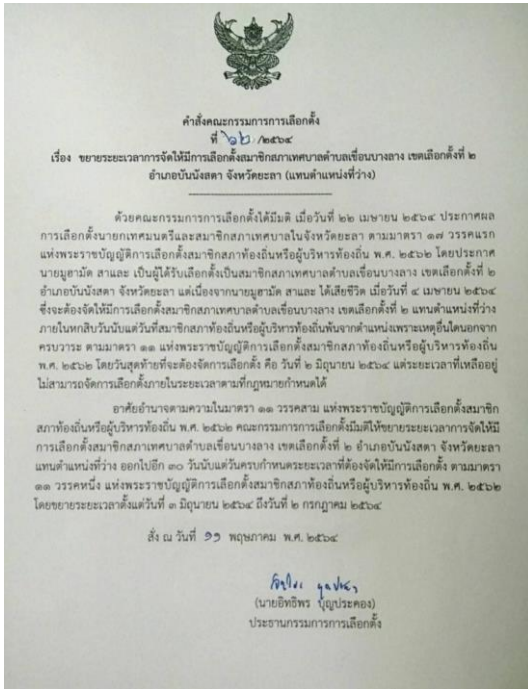 คำสั่งคณะกรรมการการเลือกตั้ง
ที่ ๖๒ /๒๕๖๔
เรื่อง ขยายระยะเวลาการจัดให้มีการเลือกตั้งสมาชิกสภาเทศบาลตำบลเขื่อนบางลาง เขตเลือกตั้งที่ ๒
อำเภอบันนังสตา จังหวัดยะลา (แทนตำแหน่งที่ว่าง)
ด้วยคณะกรรมการการเลือกตั้งได้มีมติ เมื่อวันที่ ๒๒ เมษายน ๒๕๖๔ ประกาศผล
การเลือกตั้งนายกเทศมนตรีและสมาชิกสภาเทศบาลในจังหวัดยะลา ตามมาตรา ๑๗ วรรคแรก
แห่งพระราชบัญญัติการเลือกตั้งสมาชิกสภาท้องถิ่นหรือผู้บริหารท้องถิ่น พ.ศ. ๒๕๖๒ โดยประกาศ
นายมูฮามัด สาและ เป็นผู้ได้รับเลือกตั้งเป็นสมาชิกสภาเทศบาลตำบลเขื่อนบางลาง เขตเลือกตั้งที่ ๒
อำเภอบันนังสตา จังหวัดยะลา แต่เนื่องจากนายมูฮามัด สาและ ได้เสียชีวิต เมื่อวันที่ ๔ เมษายน ๒๕๖๔
ซึ่งจะต้องจัดให้มีการเลือกตั้งสมาชิกสภาเทศบาลตำบลเขื่อนบางลาง เขตเลือกตั้งที่ ๒ แทนตำแหน่งที่ว่าง
ภายในหกสิบวันนับแต่วันที่สมาชิกสภาท้องถิ่นหรือผู้บริหารท้องถิ่นพ้นจากตำแหน่งเพราะเหตุอื่นใดนอกจาก
ครบวาระ ตามมาตรา ๑๑ แห่งพระราชบัญญัติการเลือกตั้งสมาชิกสภาท้องถิ่นหรือผู้บริหารท้องถิ่น
พ.ศ. ๒๕๖๒ โดยวันสุดท้ายที่จะต้องจัดการเลือกตั้ง คือ วันที่ ๒ มิถุนายน ๒๕๖๔ แต่ระยะเวลาที่เหลืออยู่
ไม่สามารถจัดการเลือกตั้งภายในระยะเวลาตามที่กฎหมายกำหนดได้
อาศัยอำนาจตามความในมาตรา ๑๑ วรรคสาม แห่งพระราชบัญญัติการเลือกตั้งสมาชิก
สภาท้องถิ่นหรือผู้บริหารท้องถิ่น พ.ศ. ๒๕๖๒ คณะกรรมการการเลือกตั้งมีมติให้ขยายระยะเวลาการจัดให้มี
การเลือกตั้งสมาชิกสภาเทศบาลตำบลเขื่อนบางลาง เขตเลือกตั้งที่ ๒ อำเภอบันนังสตา จังหวัดยะลา
แทนตำแหน่งที่ว่าง ออกไปอีก ๓๐ วันนับแต่วันครบกำหนดระยะเวลาที่ต้องจัดให้มีการเลือกตั้ง ตามมาตรา
๑๑ วรรคหนึ่ง แห่งพระราชบัญญัติการเลือกตั้งสมาชิกสภาท้องถิ่นหรือผู้บริหารท้องถิ่น พ.ศ. ๒๕๖๒
โดยขยายระยะเวลาตั้งแต่วันที่ ๓ มิถุนายน ๒๕๖๔ ถึงวันที่ ๒ กรกฎาคม ๒๕๖๔
สั่ง ณ วันที่ ๑๑ พฤษภาคม พ.ศ. ๒๕๖๔
(นายอิทธิพร บุญประคอง)
ประธานกรรมการการเลือกตั้ง